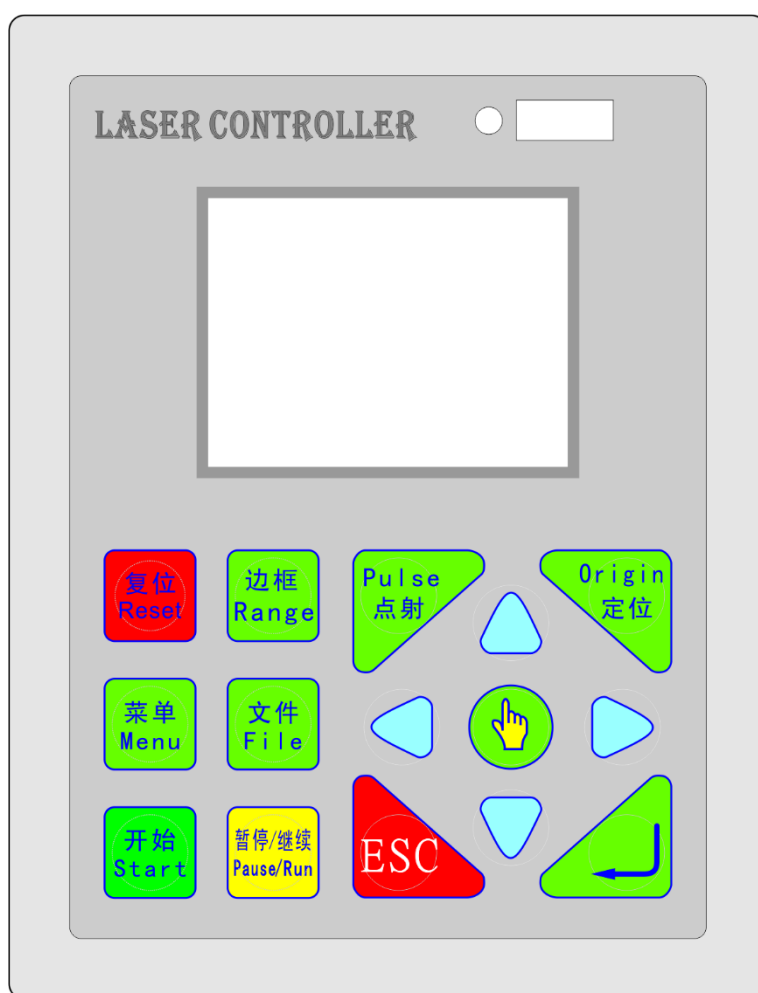 LASER CONTROLLER
复位
Reset
边框
Range
Pulse
点射
Origin
定位
菜单
Menu
文件
File
开始
Start
暂停/继续
Pause/Run
ESC